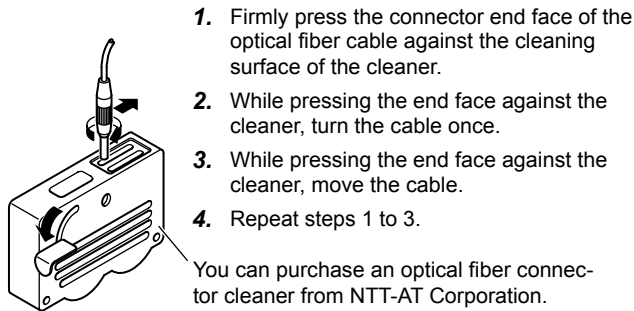 1. Firmly press the connector end face of the
optical fiber cable against the cleaning
surface of the cleaner.
2. While pressing the end face against the
cleaner, turn the cable once.
3. While pressing the end face against the
cleaner, move the cable.
4. Repeat steps 1 to 3.
You can purchase an optical fiber connec-
tor cleaner from NTT-AT Corporation.